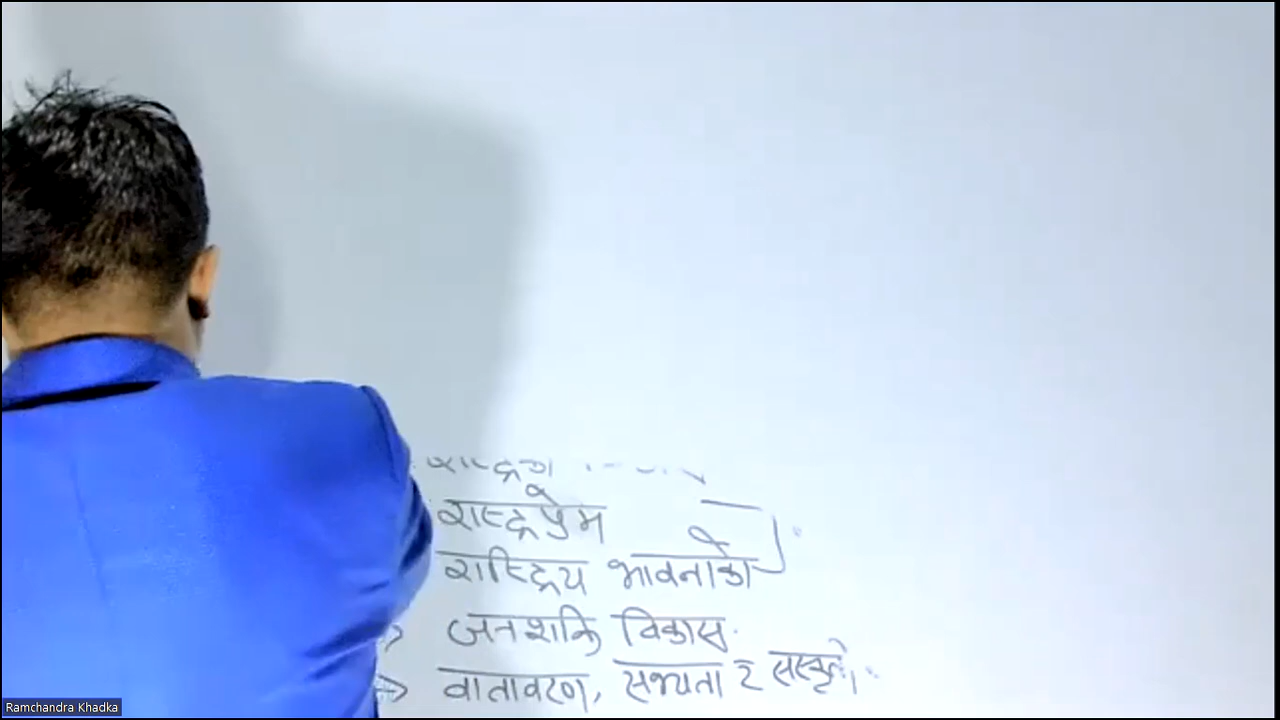 राष्ट्रप्रेम
राष्ट्रिय भावनाको
जनशक्ति विकास
→ वातावरण, सभ्यता र
Ramchandra Khadka